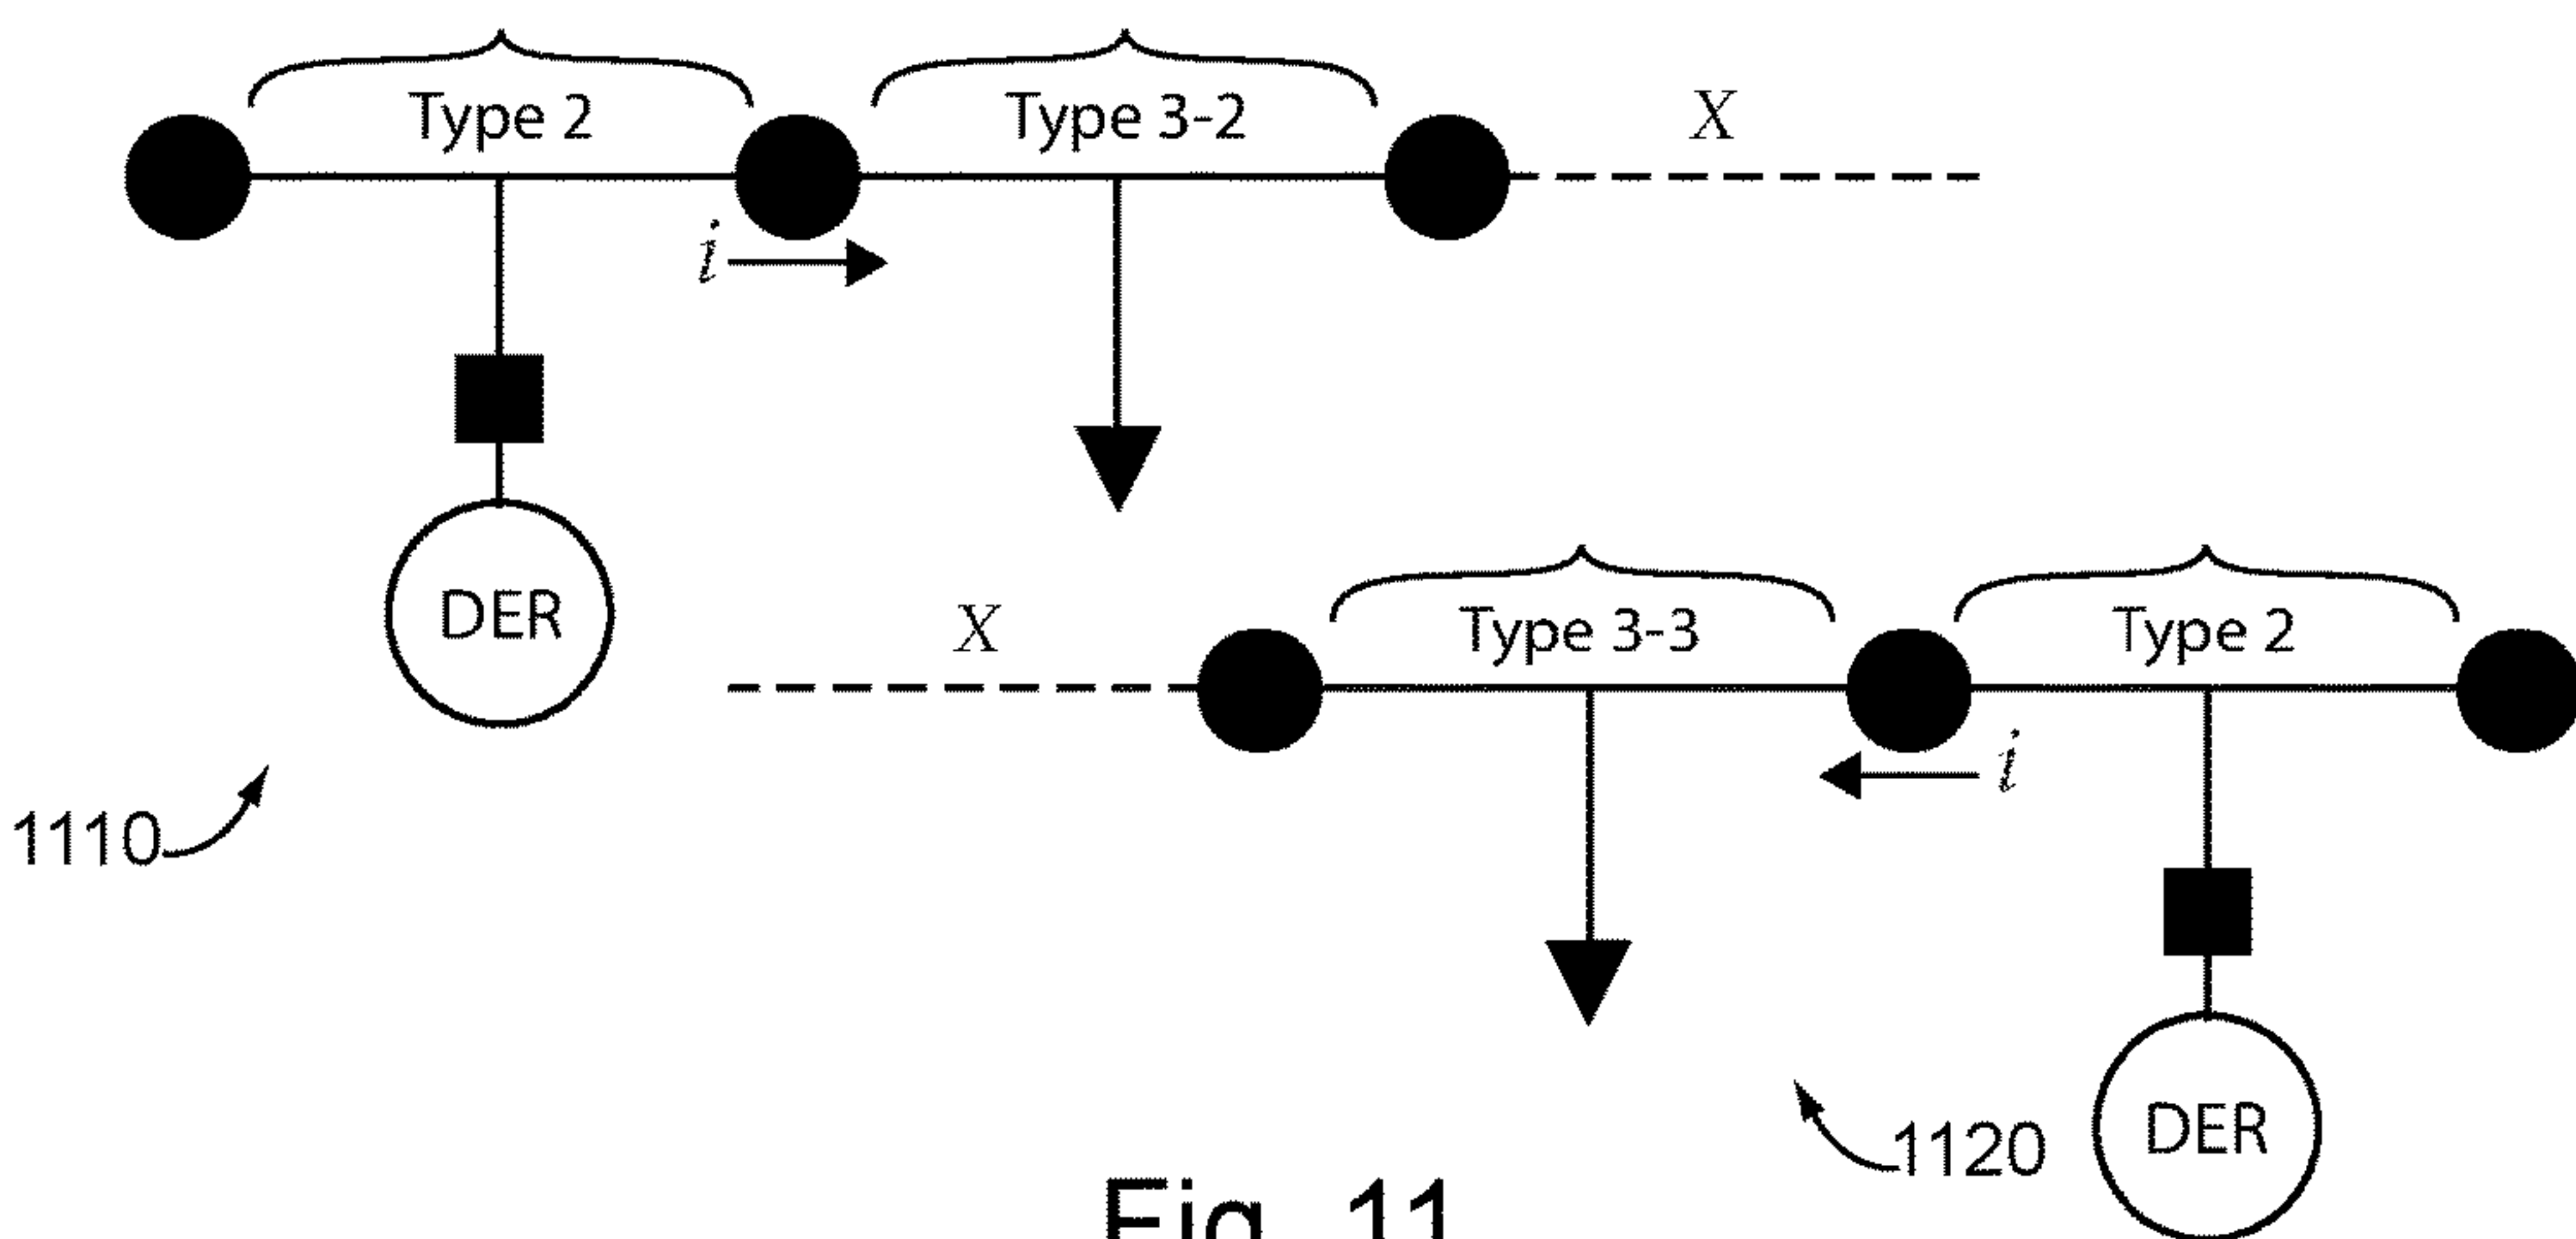 Type 2 Type 3-2 X
i
DER
X Type 3-3 Type 2
i
1110
1120 DER
Fig. 11